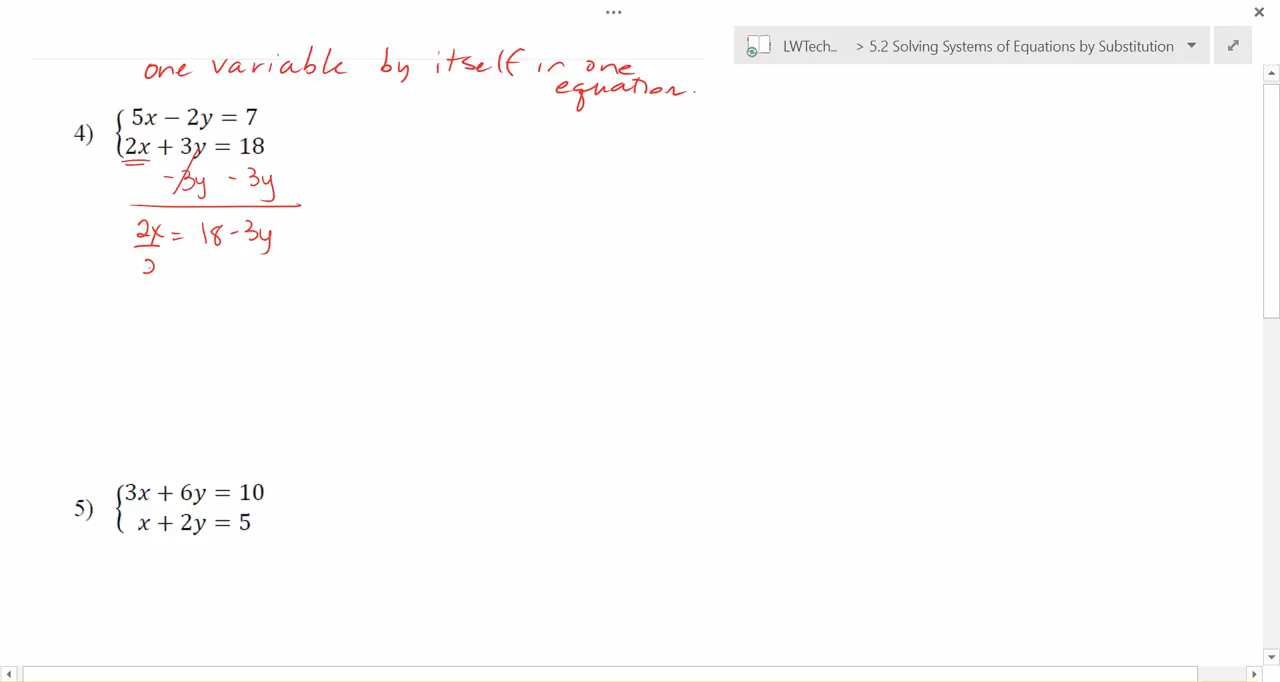 LWTech.. > 5.2 Solving Systems of Equations by Substitution
one variable by itself in one
equation.
4) 5x − 2y = 7
2x + 3y = 18
-3y -3y
2x = 18-3y
2
5) 3x + 6y = 10
x + 2y = 5